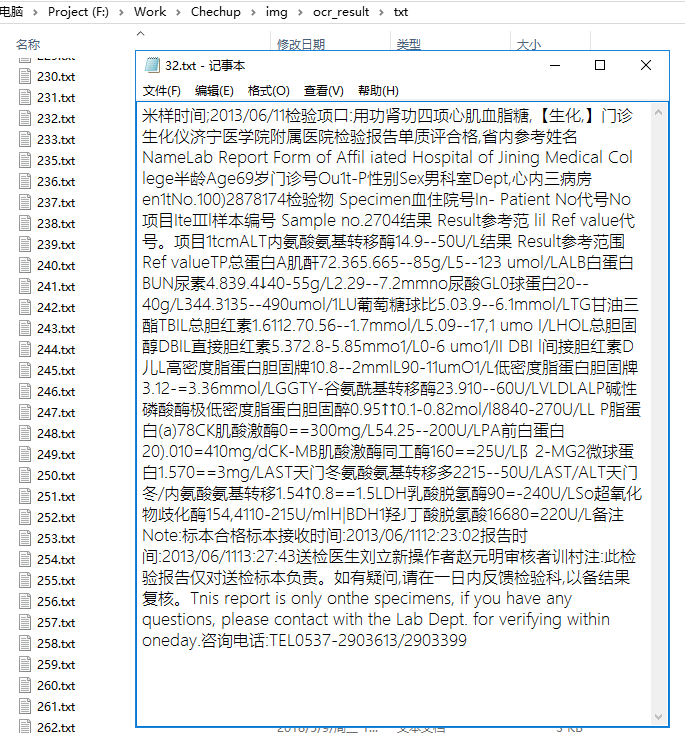 电脑 › Project (F:) › Work › Chechup › img › ocr_result › txt
名称 修改日期 类型 大小
230.txt
231.txt
232.txt
233.txt
235.txt
236.txt
237.txt
238.txt
239.txt
240.txt
241.txt
242.txt
243.txt
244.txt
245.txt
246.txt
247.txt
248.txt
249.txt
250.txt
251.txt
252.txt
253.txt
254.txt
255.txt
256.txt
257.txt
258.txt
259.txt
260.txt
261.txt
262.txt
32.txt - 记事本
文件(F) 编辑(E) 格式(O) 查看(V) 帮助(H)
米样时间;2013/06/11检验项口:用功肾功四项心肌血脂糖,【生化,】门诊
生化仪济宁医学院附属医院检验报告单质评合格,省内参考姓名
NameLab Report Form of Affil iated Hospital of Jining Medical Col
lege半龄Age69岁门诊号Ou1t-P性别Sex男科室Dept,心内三病房
en1tNo.100)2878174检验物 Specimen血住院号In- Patient No代号No
项目Ite皿l样本编号 Sample no.2704结果 Result参考范 lil Ref value代
号。项目1tcmALT内氨酸氨基转移酶14.9--50U/L结果 Result参考范围
Ref valueTP总蛋白A肌酐72.365.665--85g/L5--123 umol/LALB白蛋白
BUN尿素4.839.4↓40-55g/L2.29--7.2mmno尿酸GL0球蛋白20--
40g/L344.3135--490umol/1LU葡萄糖球比5.03.9--6.1mmol/LTG甘油三
酯TBIL总胆红素1.6112.70.56--1.7mmol/L5.09--17,1 umo l/LHOL总胆固
醇DBIL直接胆红素5.372.8-5.85mmo1/L0-6 umo1/lI DBI l间接胆红素D
儿L高密度脂蛋白胆固牌10.8--2mmlL90-11umO1/L低密度脂蛋白胆固牌
3.12-=3.36mmol/LGGTY-谷氨酰基转移酶23.910--60U/LVLDLALP碱性
磷酸酶极低密度脂蛋白胆固醉0.95↑↑0.1-0.82mol/l8840-270U/LL P脂蛋
白(a)78CK肌酸激酶0==300mg/L54.25--200U/LPA前白蛋白
20).010=410mg/dCK-MB肌酸激酶同工酶160==25U/L阝2-MG2微球蛋
白1.570==3mg/LAST天门冬氨酸氨基转移多2215--50U/LAST/ALT天门
冬/内氨酸氨基转移1.54↑0.8==1.5LDH乳酸脱氢酶90=-240U/LSo超氧化
物歧化酶154,4110-215U/mlH|BDH1羟J丁酸脱氢酸16680=220U/L备注
Note:标本合格标本接收时间:2013/06/1112:23:02报告时
间:2013/06/1113:27:43送检医生刘立新操作者赵元明审核者训村注:此检
验报告仅对送检标本负责。如有疑问,请在一日内反馈检验科,以备结果
复核。Tnis report is only onthe specimens, if you have any
questions, please contact with the Lab Dept. for verifying within
oneday.咨询电话:TEL0537-2903613/2903399